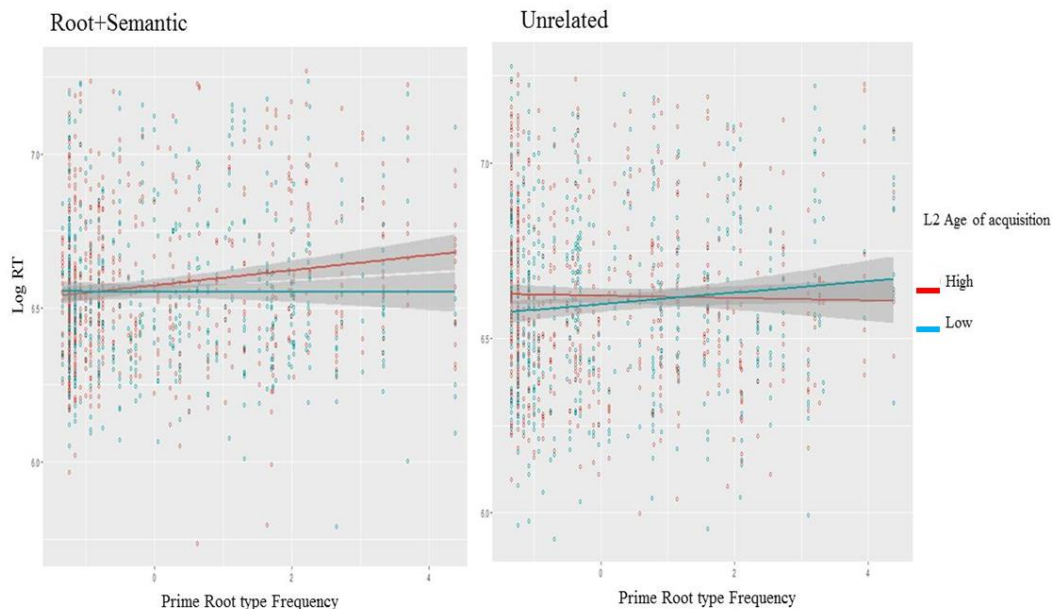 Root+Semantic
Unrelated
Log RT
7.0
6.5
6.0
0
2
4
Prime Root type Frequency
7.0
6.5
6.0
0
2
4
Prime Root type Frequency
L2 Age of acquisition
High
Low